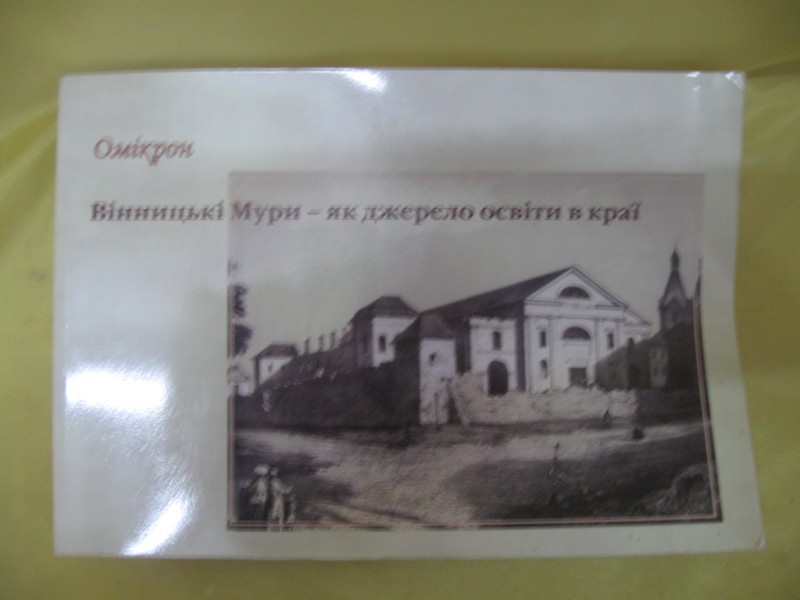 Омікрон
Вінницькі Мури – як джерело освіти в краї